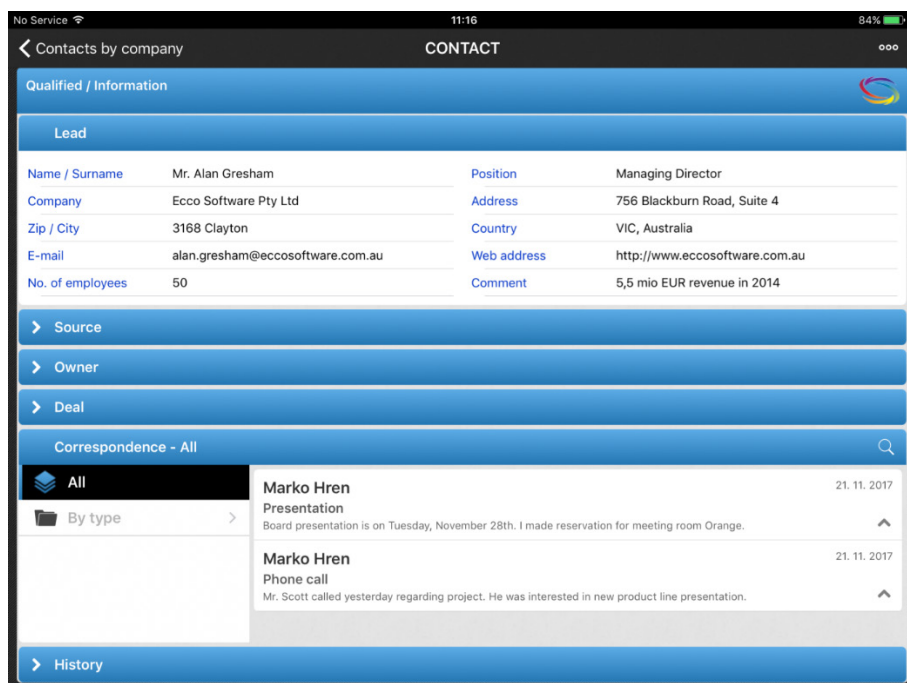 No Service 11:16 84%
Contacts by company CONTACT
Qualified / Information
Lead
Name / Surname Mr. Alan Gresham Position Managing Director
Company Ecco Software Pty Ltd Address 756 Blackburn Road, Suite 4
Zip / City 3168 Clayton Country VIC, Australia
E-mail alan.gresham@eccosoftware.com.au Web address http://www.eccosoftware.com.au
No. of employees 50 Comment 5,5 mio EUR revenue in 2014
Source
Owner
Deal
Correspondence - All
All
By type
Marko Hren 21. 11. 2017
Presentation
Board presentation is on Tuesday, November 28th. I made reservation for meeting room Orange.
Marko Hren 21. 11. 2017
Phone call
Mr. Scott called yesterday regarding project. He was interested in new product line presentation.
History